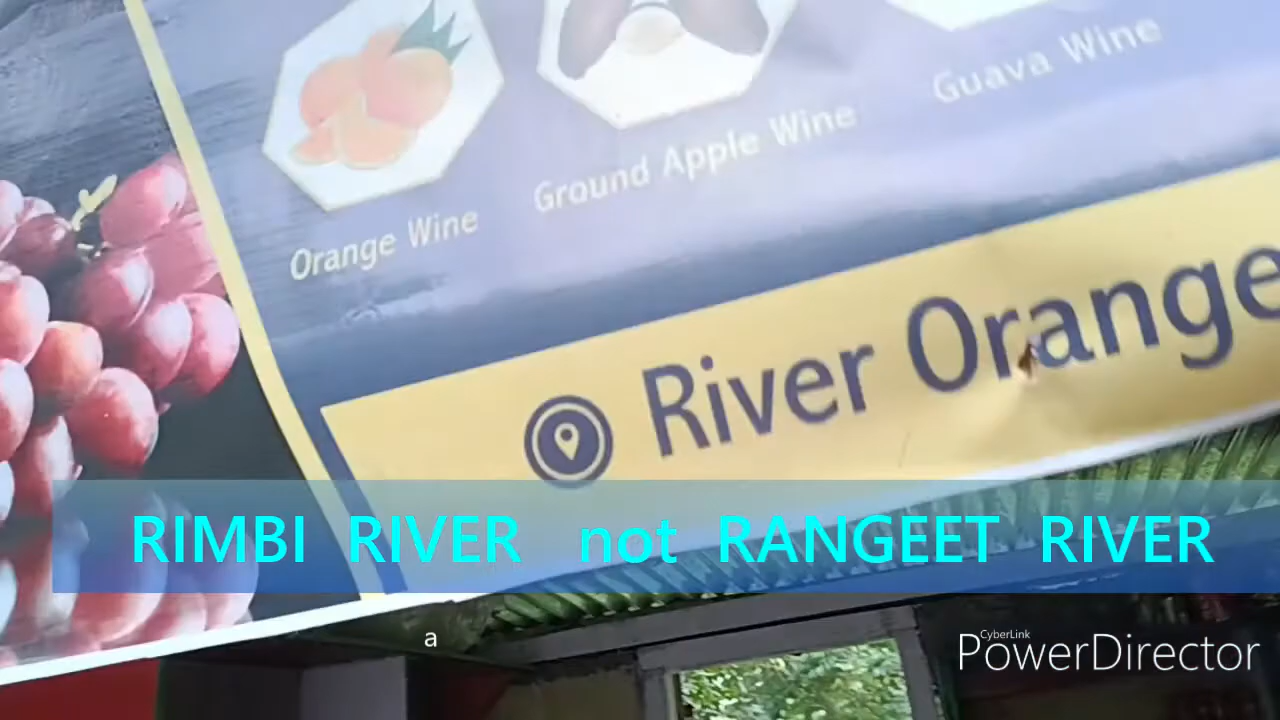 Guava Wine
Ground Apple Wine
Orange Wine
River Orange
RIMBI RIVER not RANGEET RIVER
a
CyberLink
PowerDirector